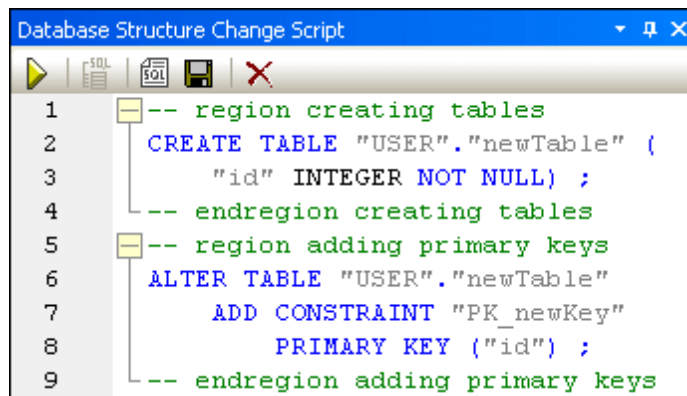 Database Structure Change Script
SQL SQL
1 -- region creating tables
2 CREATE TABLE "USER"."newTable" (
3 "id" INTEGER NOT NULL) ;
4 -- endregion creating tables
5 -- region adding primary keys
6 ALTER TABLE "USER"."newTable"
7 ADD CONSTRAINT "PK_newKey"
8 PRIMARY KEY ("id") ;
9 -- endregion adding primary keys